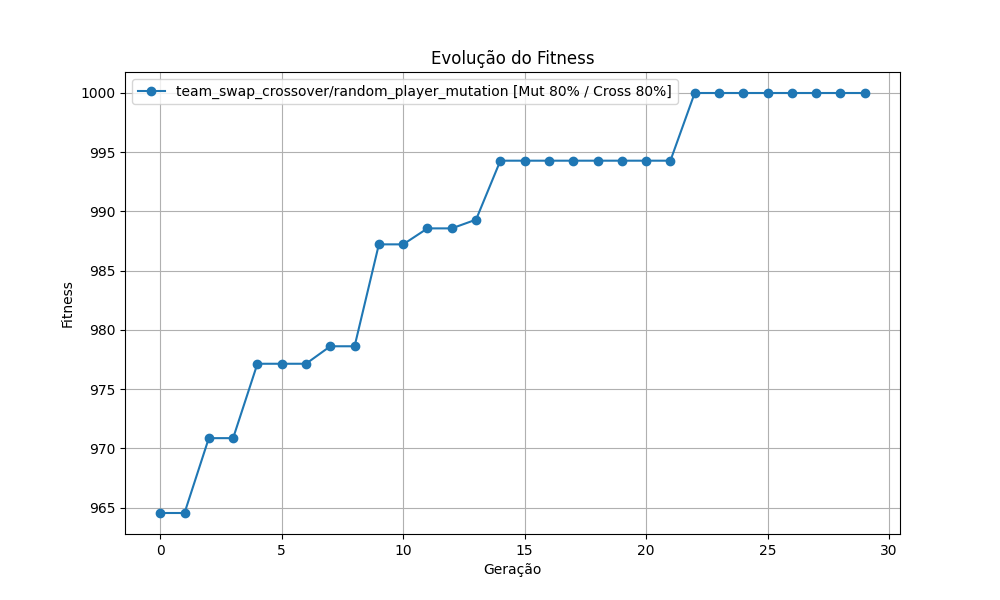 Evolução do Fitness
team_swap_crossover/random_player_mutation [Mut 80% / Cross 80%]
Fitness
1000
995
990
985
980
975
970
965
0 5 10 15 20 25 30
Geração